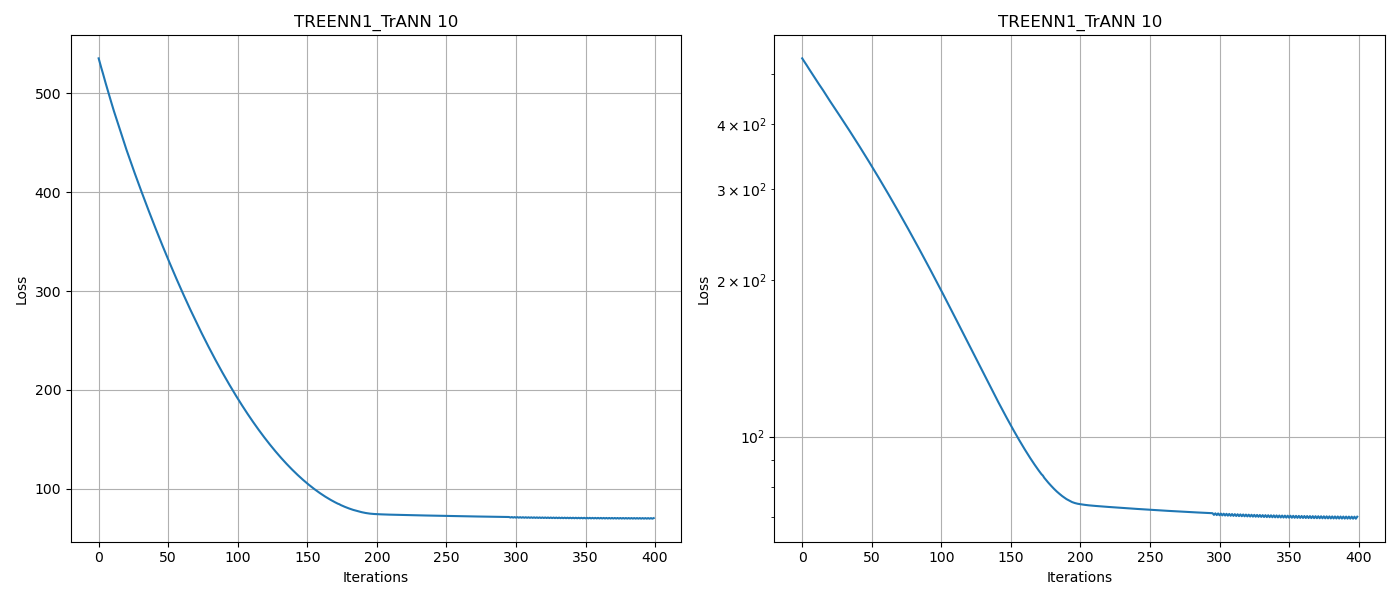 TREENN1_TrANN 10
500
400
300
200
100
Loss
0 50 100 150 200 250 300 350 400
Iterations
TREENN1_TrANN 10
4 × 10²
3 × 10²
2 × 10²
10²
Loss
0 50 100 150 200 250 300 350 400
Iterations